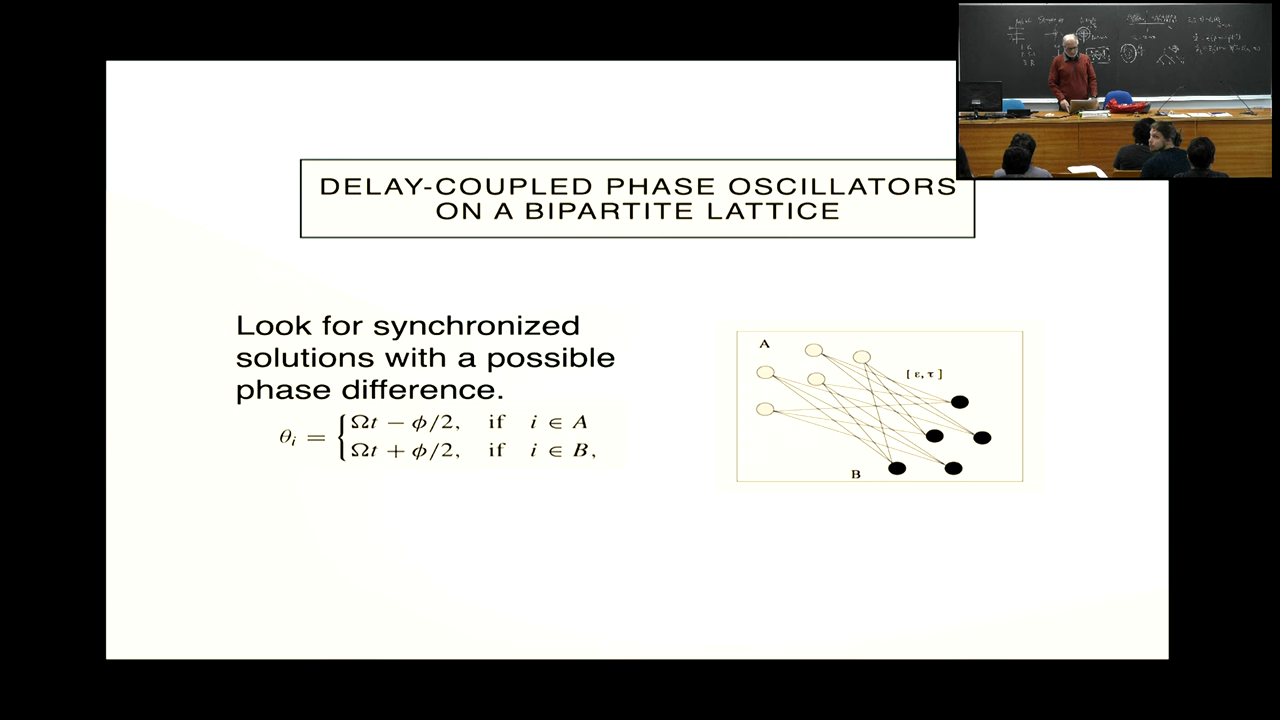 DELAY-COUPLED PHASE OSCILLATORS
ON A BIPARTITE LATTICE
Look for synchronized
solutions with a possible
phase difference.
θᵢ = { Ωt − ϕ/2, if i ∈ A
Ωt + ϕ/2, if i ∈ B,
A
[ ε, τ ]
B